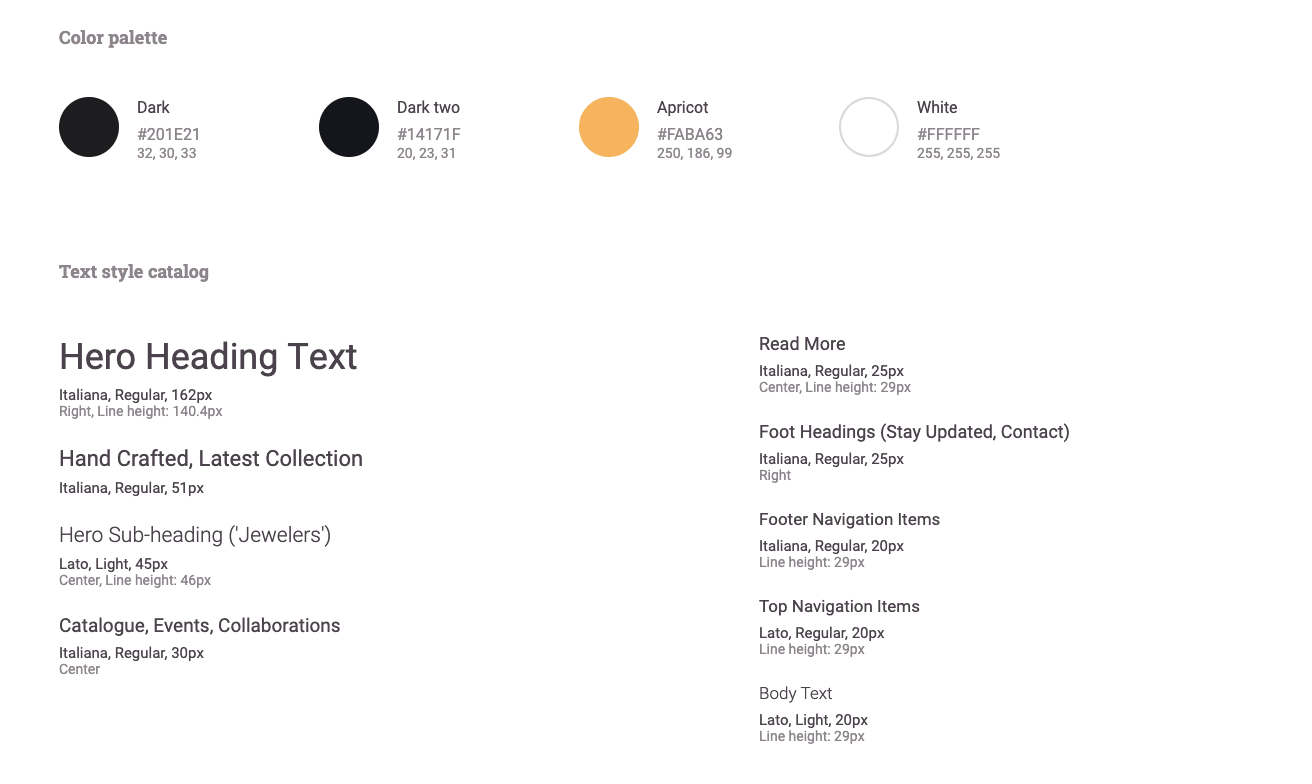 Color palette
Dark
#201E21
32, 30, 33
Dark two
#14171F
20, 23, 31
Apricot
#FABA63
250, 186, 99
White
#FFFFFF
255, 255, 255
Text style catalog
Hero Heading Text
Italiana, Regular, 162px
Right, Line height: 140.4px
Hand Crafted, Latest Collection
Italiana, Regular, 51px
Hero Sub-heading ('Jewelers')
Lato, Light, 45px
Center, Line height: 46px
Catalogue, Events, Collaborations
Italiana, Regular, 30px
Center
Read More
Italiana, Regular, 25px
Center, Line height: 29px
Foot Headings (Stay Updated, Contact)
Italiana, Regular, 25px
Right
Footer Navigation Items
Italiana, Regular, 20px
Line height: 29px
Top Navigation Items
Lato, Regular, 20px
Line height: 29px
Body Text
Lato, Light, 20px
Line height: 29px